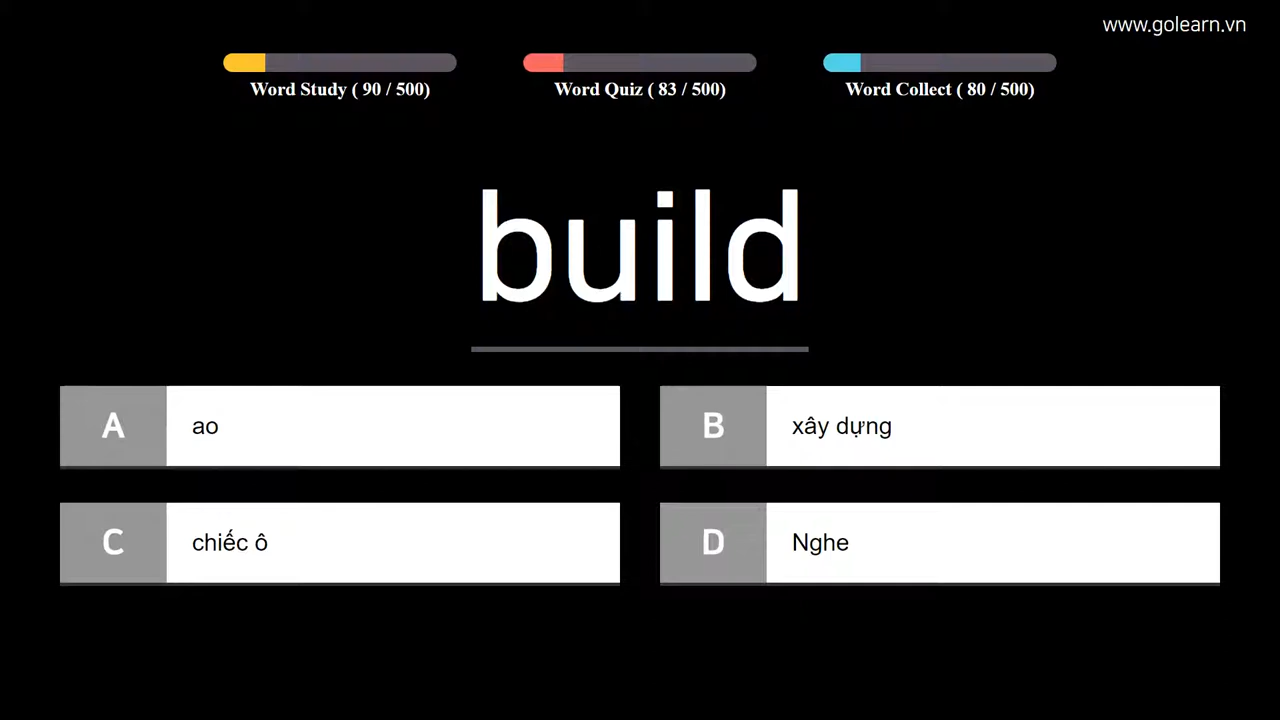 www.golearn.vn
Word Study ( 90 / 500)
Word Quiz ( 83 / 500)
Word Collect ( 80 / 500)
build
A ao
B xây dựng
C chiếc ô
D Nghe